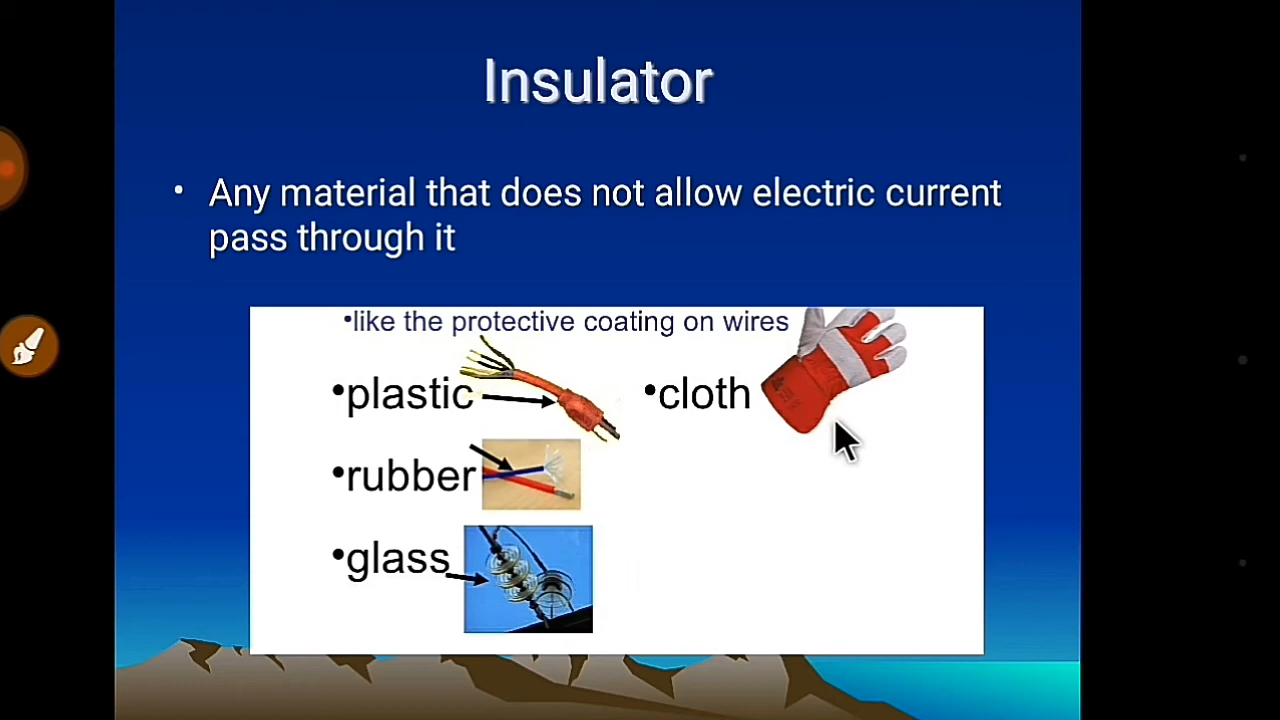 Insulator
• Any material that does not allow electric current
pass through it
•like the protective coating on wires
•plastic
•cloth
•rubber
•glass